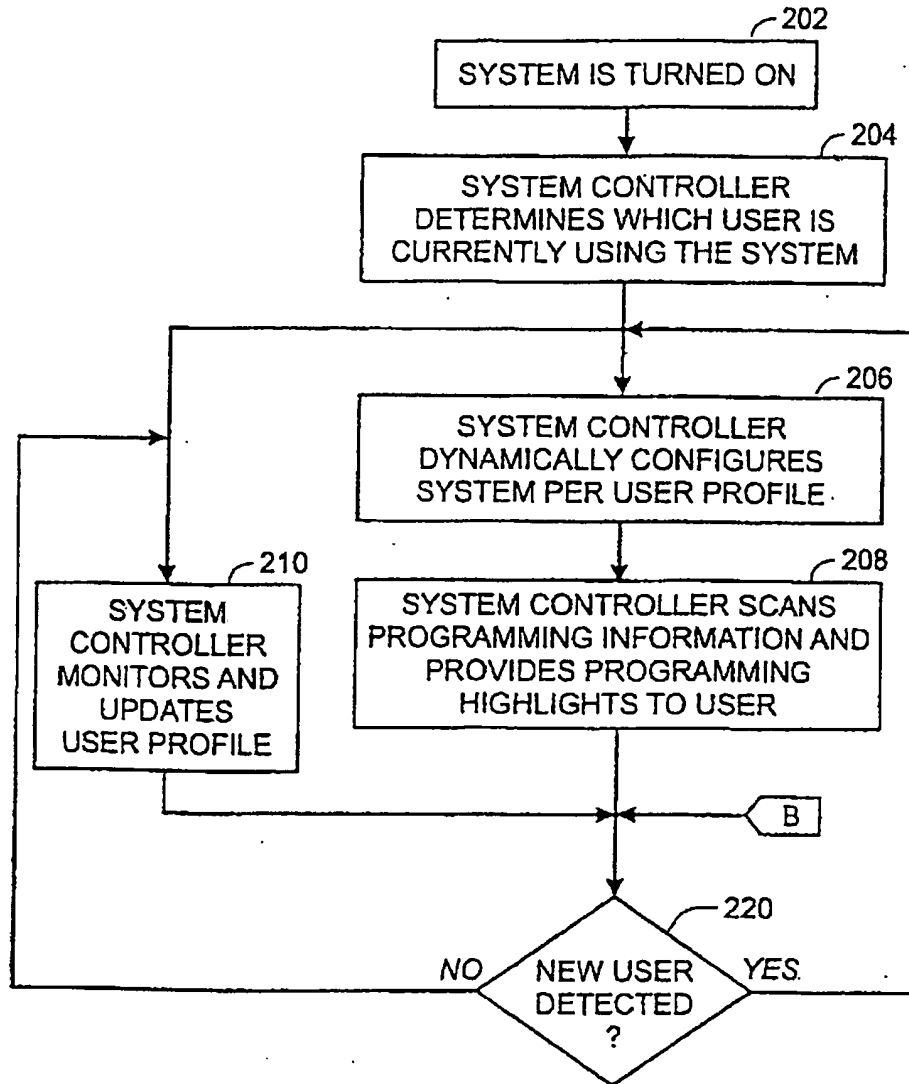 202
SYSTEM IS TURNED ON
204
SYSTEM CONTROLLER
DETERMINES WHICH USER IS
CURRENTLY USING THE SYSTEM
206
SYSTEM CONTROLLER
DYNAMICALLY CONFIGURES
SYSTEM PER USER PROFILE
210
SYSTEM
CONTROLLER
MONITORS AND
UPDATES
USER PROFILE
208
SYSTEM CONTROLLER SCANS
PROGRAMMING INFORMATION AND
PROVIDES PROGRAMMING
HIGHLIGHTS TO USER
B
220
NO
NEW USER
DETECTED
?
YES